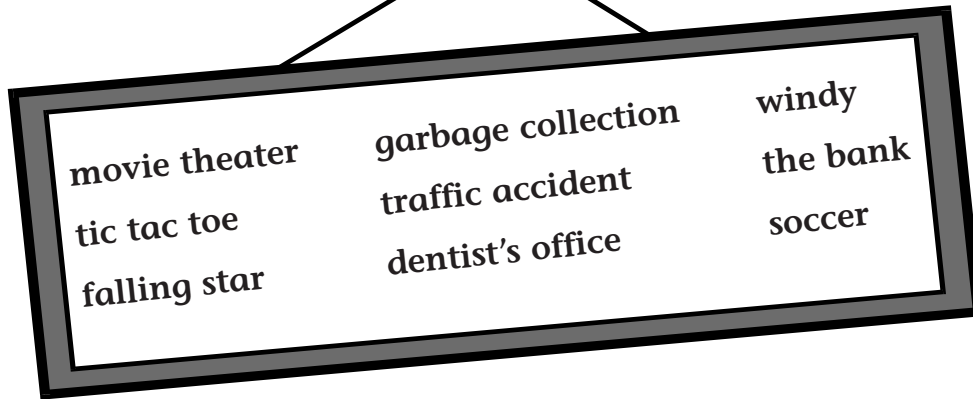 movie theater
tic tac toe
falling star
garbage collection
traffic accident
dentist's office
windy
the bank
soccer